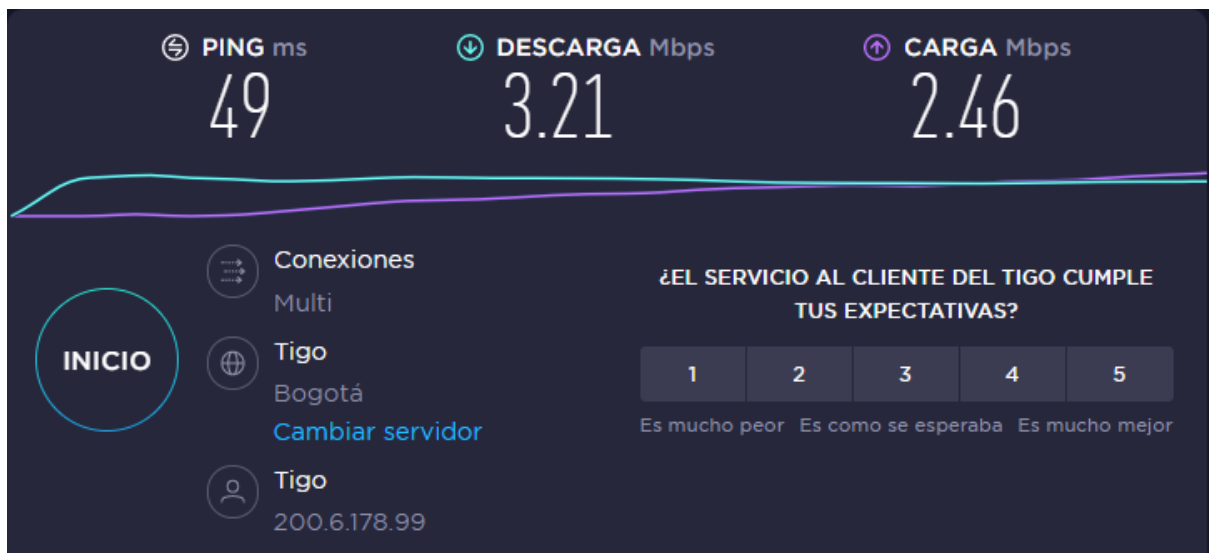 PING ms
49
DESCARGA Mbps
3.21
CARGA Mbps
2.46
INICIO
Conexiones
Multi
Tigo
Bogotá
Cambiar servidor
Tigo
200.6.178.99
¿EL SERVICIO AL CLIENTE DEL TIGO CUMPLE
TUS EXPECTATIVAS?
1 2 3 4 5
Es mucho peor Es como se esperaba Es mucho mejor